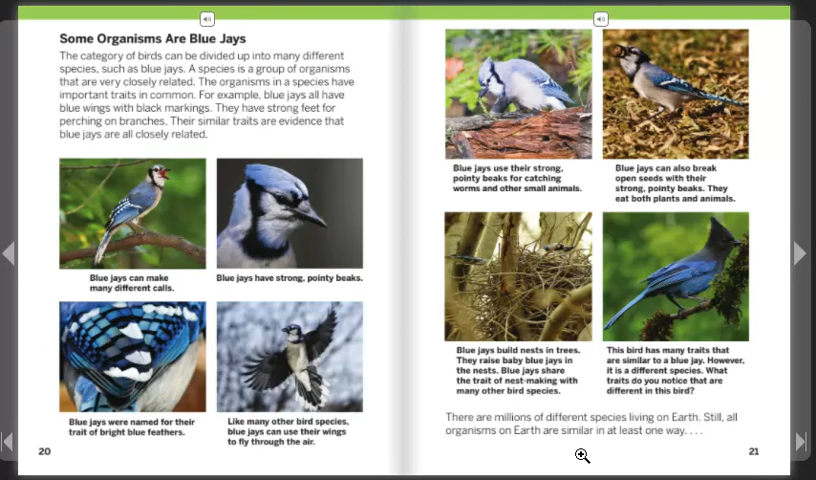 Some Organisms Are Blue Jays
The category of birds can be divided up into many different
species, such as blue jays. A species is a group of organisms
that are very closely related. The organisms in a species have
important traits in common. For example, blue jays all have
blue wings with black markings. They have strong feet for
perching on branches. Their similar traits are evidence that
blue jays are all closely related.
Blue jays can make
many different calls.
Blue jays have strong, pointy beaks.
Blue jays were named for their
trait of bright blue feathers.
Like many other bird species,
blue jays can use their wings
to fly through the air.
20
Blue jays use their strong,
pointy beaks for catching
worms and other small animals.
Blue jays can also break
open seeds with their
strong, pointy beaks. They
eat both plants and animals.
Blue jays build nests in trees.
They raise baby blue jays in
the nests. Blue jays share
the trait of nest-making with
many other bird species.
This bird has many traits that
are similar to a blue jay. However,
it is a different species. What
traits do you notice that are
different in this bird?
There are millions of different species living on Earth. Still, all
organisms on Earth are similar in at least one way. . . .
21